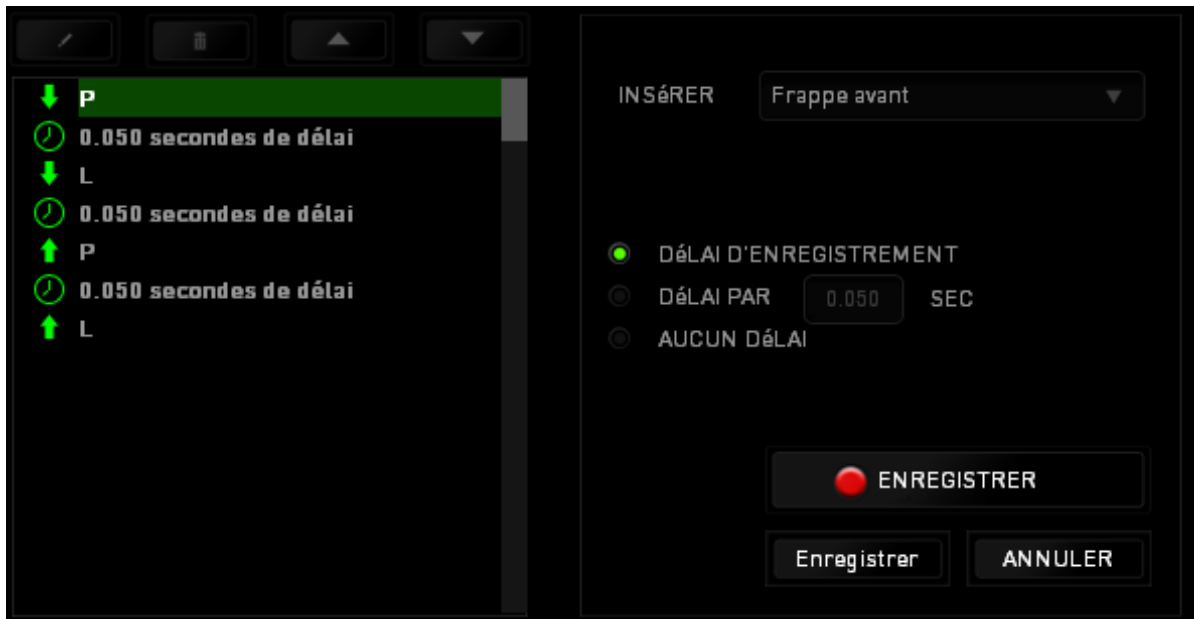 P
0.050 secondes de délai
L
0.050 secondes de délai
P
0.050 secondes de délai
L
INSéRER Frappe avant
DéLAI D'ENREGISTREMENT
DéLAI PAR 0.050 SEC
AUCUN DéLAI
ENREGISTRER
Enregistrer ANNULER